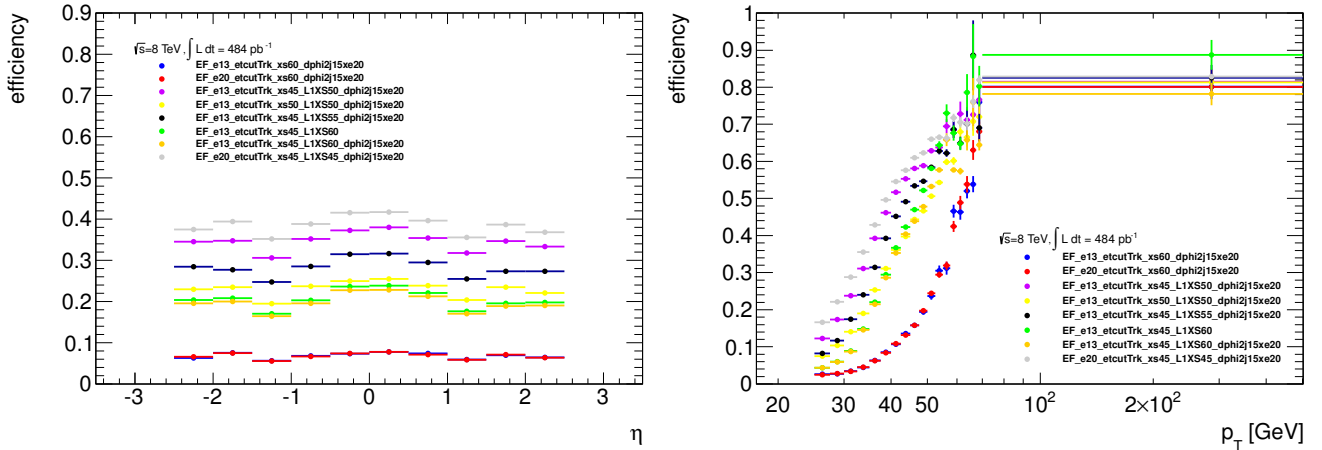 efficiency
0.9
0.8
0.7
0.6
0.5
0.4
0.3
0.2
0.1
0
√s=8 TeV, ∫ L dt = 484 pb⁻¹
EF_e13_etcutTrk_xs60_dphi2j15xe20
EF_e20_etcutTrk_xs60_dphi2j15xe20
EF_e13_etcutTrk_xs45_L1XS50_dphi2j15xe20
EF_e13_etcutTrk_xs50_L1XS50_dphi2j15xe20
EF_e13_etcutTrk_xs45_L1XS55_dphi2j15xe20
EF_e13_etcutTrk_xs45_L1XS60
EF_e13_etcutTrk_xs45_L1XS60_dphi2j15xe20
EF_e20_etcutTrk_xs45_L1XS45_dphi2j15xe20
-3 -2 -1 0 1 2 3
η
efficiency
1
0.9
0.8
0.7
0.6
0.5
0.4
0.3
0.2
0.1
0
√s=8 TeV, ∫ L dt = 484 pb⁻¹
EF_e13_etcutTrk_xs60_dphi2j15xe20
EF_e20_etcutTrk_xs60_dphi2j15xe20
EF_e13_etcutTrk_xs45_L1XS50_dphi2j15xe20
EF_e13_etcutTrk_xs50_L1XS50_dphi2j15xe20
EF_e13_etcutTrk_xs45_L1XS55_dphi2j15xe20
EF_e13_etcutTrk_xs45_L1XS60
EF_e13_etcutTrk_xs45_L1XS60_dphi2j15xe20
EF_e20_etcutTrk_xs45_L1XS45_dphi2j15xe20
20 30 40 50 10² 2×10²
p_T [GeV]